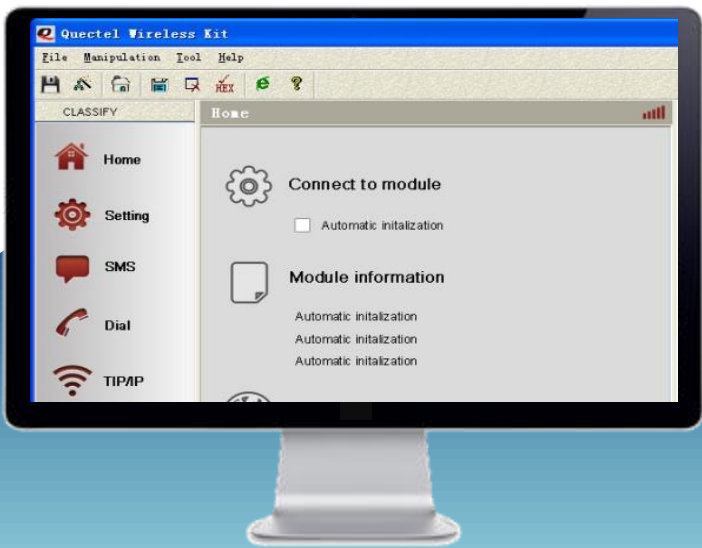 Quectel Wireless Kit
File Manipulation Tool Help
HEX
CLASSIFY
Home
Home
Setting
SMS
Dial
TIP/IP
Connect to module
Automatic initalization
Module information
Automatic initalization
Automatic initalization
Automatic initalization